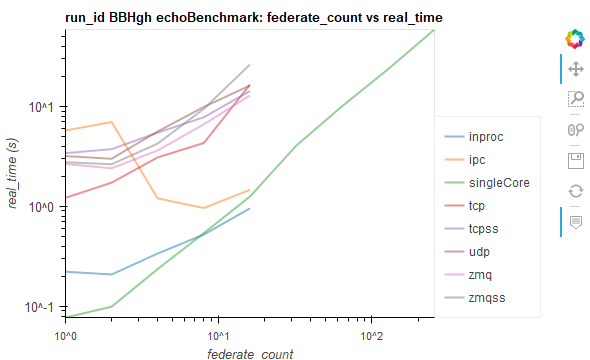 run_id BBHgh echoBenchmark: federate_count vs real_time
real_time (s)
10^1
10^0
10^-1
10^0
10^1
10^2
federate_count
inproc
ipc
singleCore
tcp
tcpss
udp
zmq
zmqss